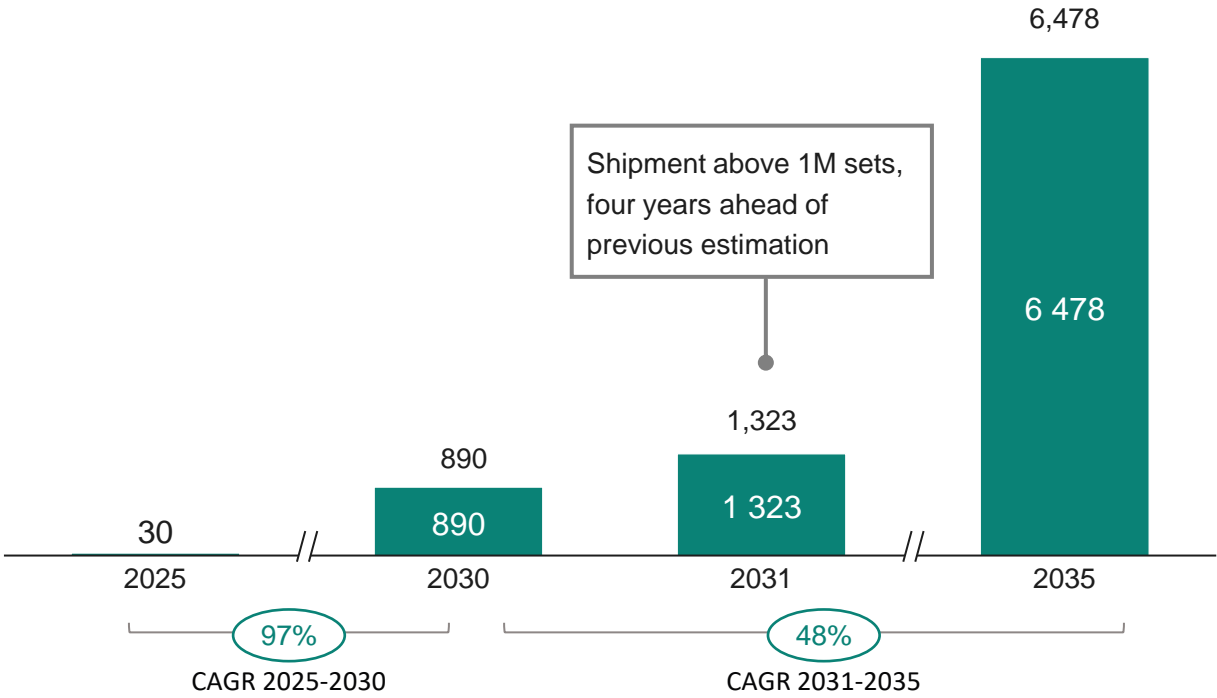 6,478
Shipment above 1M sets,
four years ahead of
previous estimation
6 478
1,323
890
1 323
30
890
2025
2030
2031
2035
97%
48%
CAGR 2025-2030
CAGR 2031-2035